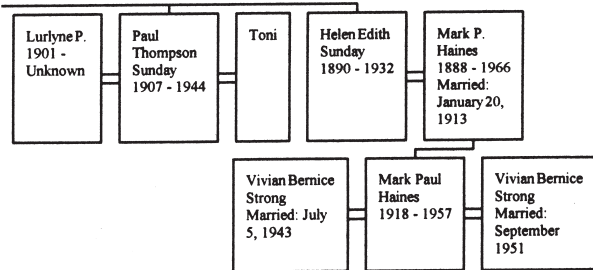 Lurlyne P.
1901 -
Unknown
Paul
Thompson
Sunday
1907 - 1944
Toni
Helen Edith
Sunday
1890 - 1932
Mark P.
Haines
1888 - 1966
Married:
January 20,
1913
Vivian Bernice
Strong
Married: July
5, 1943
Mark Paul
Haines
1918 - 1957
Vivian Bernice
Strong
Married:
September
1951